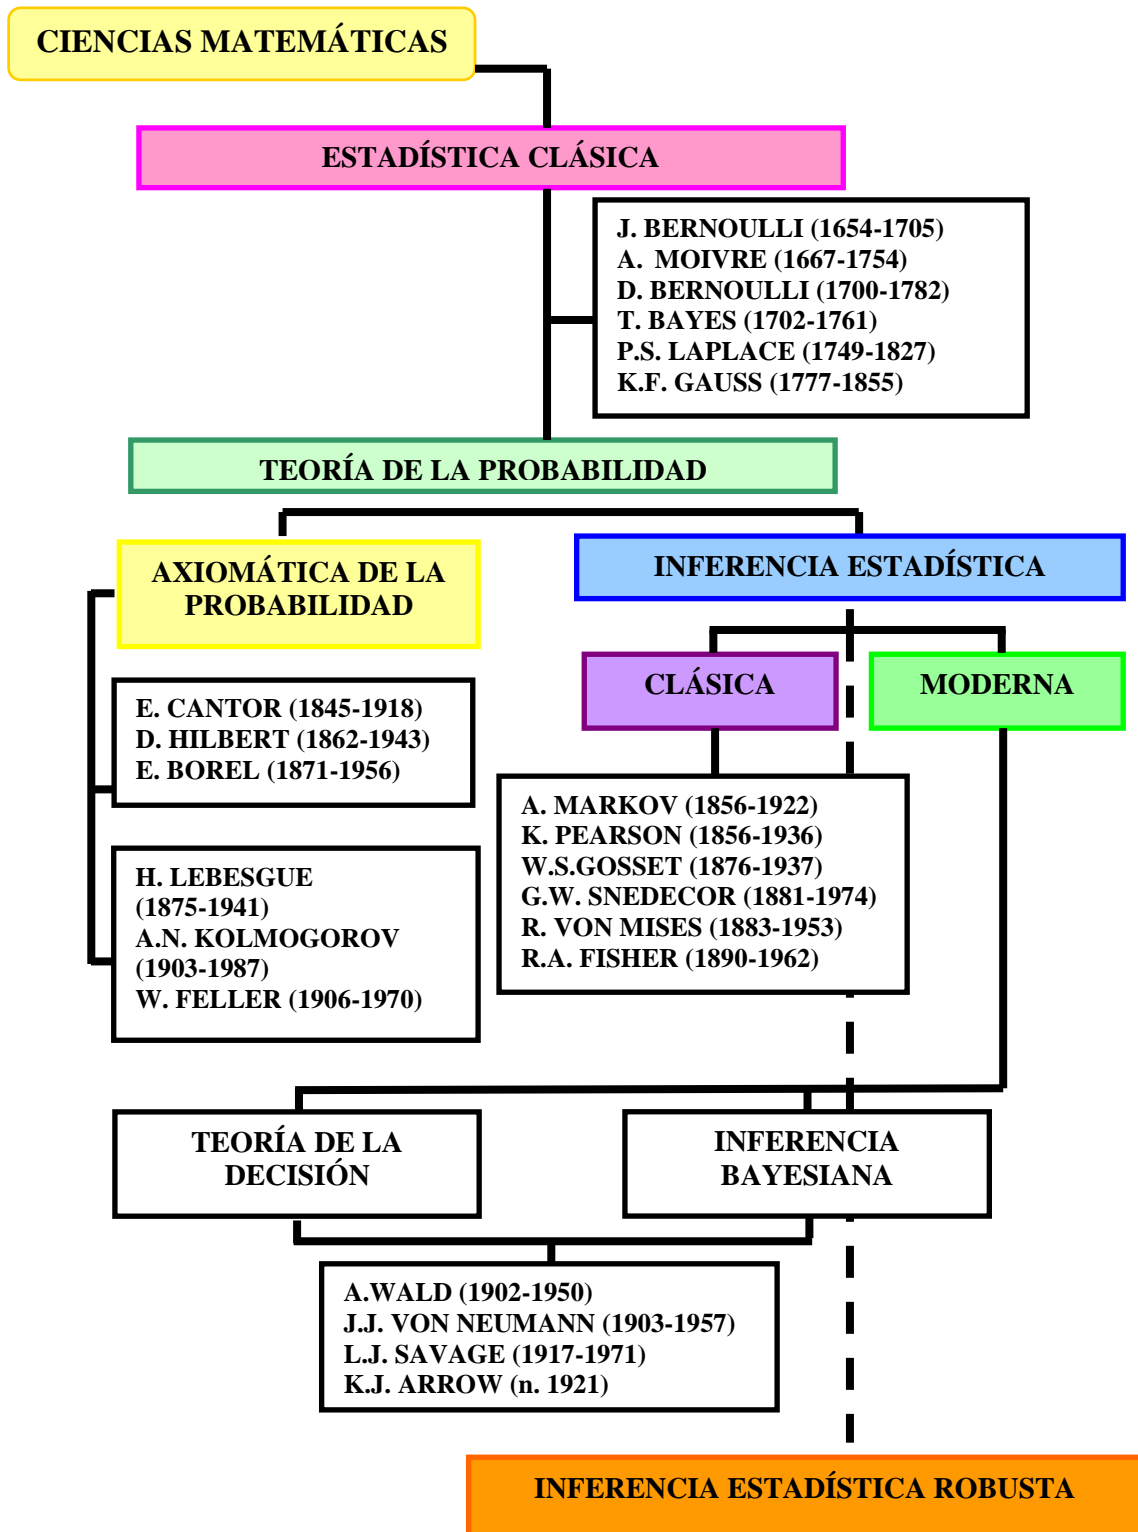 CIENCIAS MATEMÁTICAS
ESTADÍSTICA CLÁSICA
J. BERNOULLI (1654-1705)
A. MOIVRE (1667-1754)
D. BERNOULLI (1700-1782)
T. BAYES (1702-1761)
P.S. LAPLACE (1749-1827)
K.F. GAUSS (1777-1855)
TEORÍA DE LA PROBABILIDAD
AXIOMÁTICA DE LA
PROBABILIDAD
INFERENCIA ESTADÍSTICA
CLÁSICA
MODERNA
E. CANTOR (1845-1918)
D. HILBERT (1862-1943)
E. BOREL (1871-1956)
H. LEBESGUE
(1875-1941)
A.N. KOLMOGOROV
(1903-1987)
W. FELLER (1906-1970)
A. MARKOV (1856-1922)
K. PEARSON (1856-1936)
W.S.GOSSET (1876-1937)
G.W. SNEDECOR (1881-1974)
R. VON MISES (1883-1953)
R.A. FISHER (1890-1962)
TEORÍA DE LA
DECISIÓN
INFERENCIA
BAYESIANA
A.WALD (1902-1950)
J.J. VON NEUMANN (1903-1957)
L.J. SAVAGE (1917-1971)
K.J. ARROW (n. 1921)
INFERENCIA ESTADÍSTICA ROBUSTA